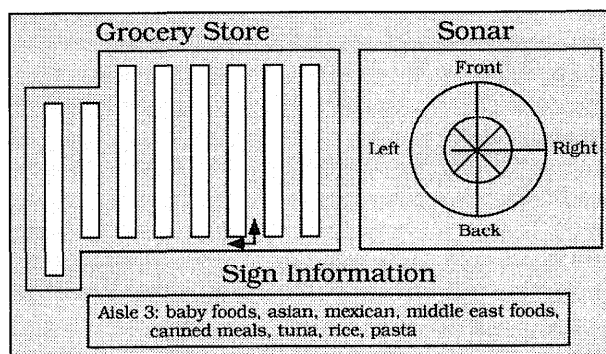 Grocery Store
Sonar
Front
Left
Right
Back
Sign Information
Aisle 3: baby foods, asian, mexican, middle east foods,
canned meals, tuna, rice, pasta